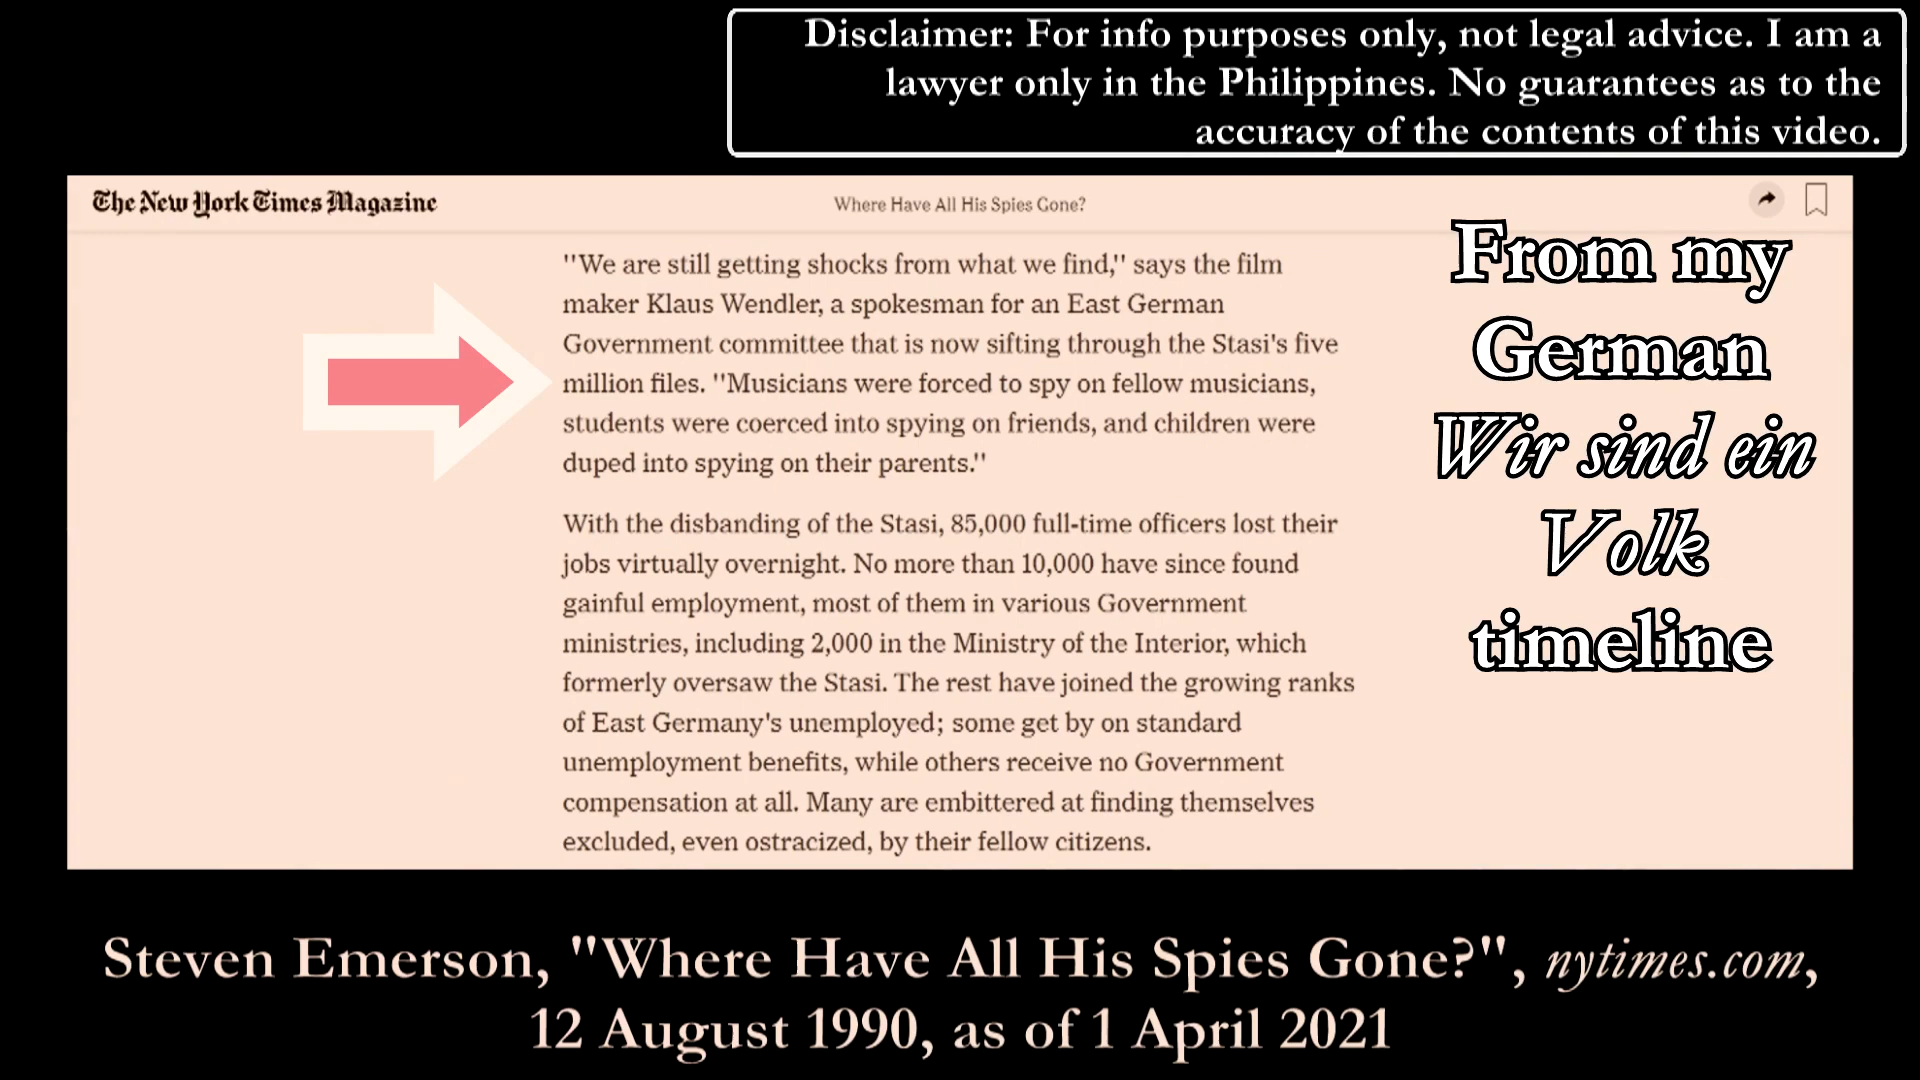 Disclaimer: For info purposes only, not legal advice. I am a
lawyer only in the Philippines. No guarantees as to the
accuracy of the contents of this video.
The New York Times Magazine
Where Have All His Spies Gone?
''We are still getting shocks from what we find,'' says the film
maker Klaus Wendler, a spokesman for an East German
Government committee that is now sifting through the Stasi's five
million files. ''Musicians were forced to spy on fellow musicians,
students were coerced into spying on friends, and children were
duped into spying on their parents.''
With the disbanding of the Stasi, 85,000 full-time officers lost their
jobs virtually overnight. No more than 10,000 have since found
gainful employment, most of them in various Government
ministries, including 2,000 in the Ministry of the Interior, which
formerly oversaw the Stasi. The rest have joined the growing ranks
of East Germany's unemployed; some get by on standard
unemployment benefits, while others receive no Government
compensation at all. Many are embittered at finding themselves
excluded, even ostracized, by their fellow citizens.
From my
German
Wir sind ein
Volk
timeline
Steven Emerson, "Where Have All His Spies Gone?", nytimes.com,
12 August 1990, as of 1 April 2021